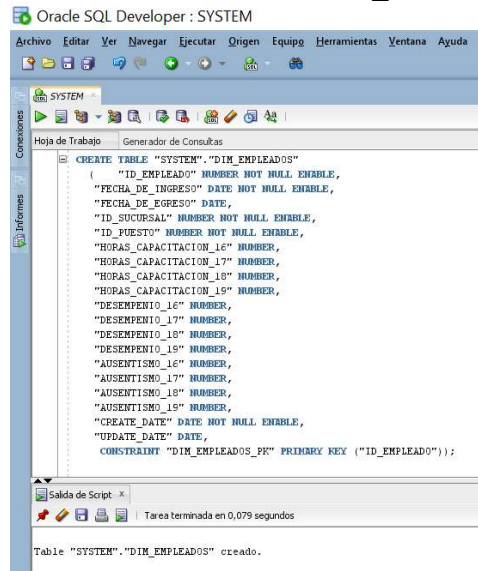 Oracle SQL Developer : SYSTEM
Archivo Editar Ver Navegar Ejecutar Origen Equipo Herramientas Ventana Ayuda
SYSTEM
Conexiones
Informes
Hoja de Trabajo Generador de Consultas
CREATE TABLE "SYSTEM"."DIM_EMPLEADOS"
( "ID_EMPLEADO" NUMBER NOT NULL ENABLE,
"FECHA_DE_INGRESO" DATE NOT NULL ENABLE,
"FECHA_DE_EGRESO" DATE,
"ID_SUCURSAL" NUMBER NOT NULL ENABLE,
"ID_PUESTO" NUMBER NOT NULL ENABLE,
"HORAS_CAPACITACION_16" NUMBER,
"HORAS_CAPACITACION_17" NUMBER,
"HORAS_CAPACITACION_18" NUMBER,
"HORAS_CAPACITACION_19" NUMBER,
"DESEMPENIO_16" NUMBER,
"DESEMPENIO_17" NUMBER,
"DESEMPENIO_18" NUMBER,
"DESEMPENIO_19" NUMBER,
"AUSENTISMO_16" NUMBER,
"AUSENTISMO_17" NUMBER,
"AUSENTISMO_18" NUMBER,
"AUSENTISMO_19" NUMBER,
"CREATE_DATE" DATE NOT NULL ENABLE,
"UPDATE_DATE" DATE,
CONSTRAINT "DIM_EMPLEADOS_PK" PRIMARY KEY ("ID_EMPLEADO"));
Salida de Script
Tarea terminada en 0,079 segundos
Table "SYSTEM"."DIM_EMPLEADOS" creado.